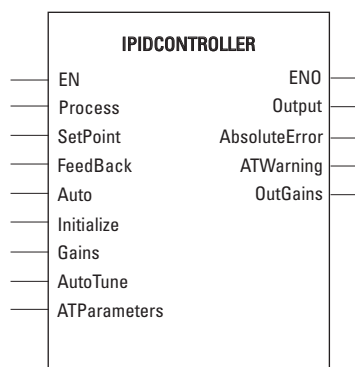 IPIDCONTROLLER
EN ENO
Process Output
SetPoint AbsoluteError
FeedBack ATWarning
Auto OutGains
Initialize
Gains
AutoTune
ATParameters